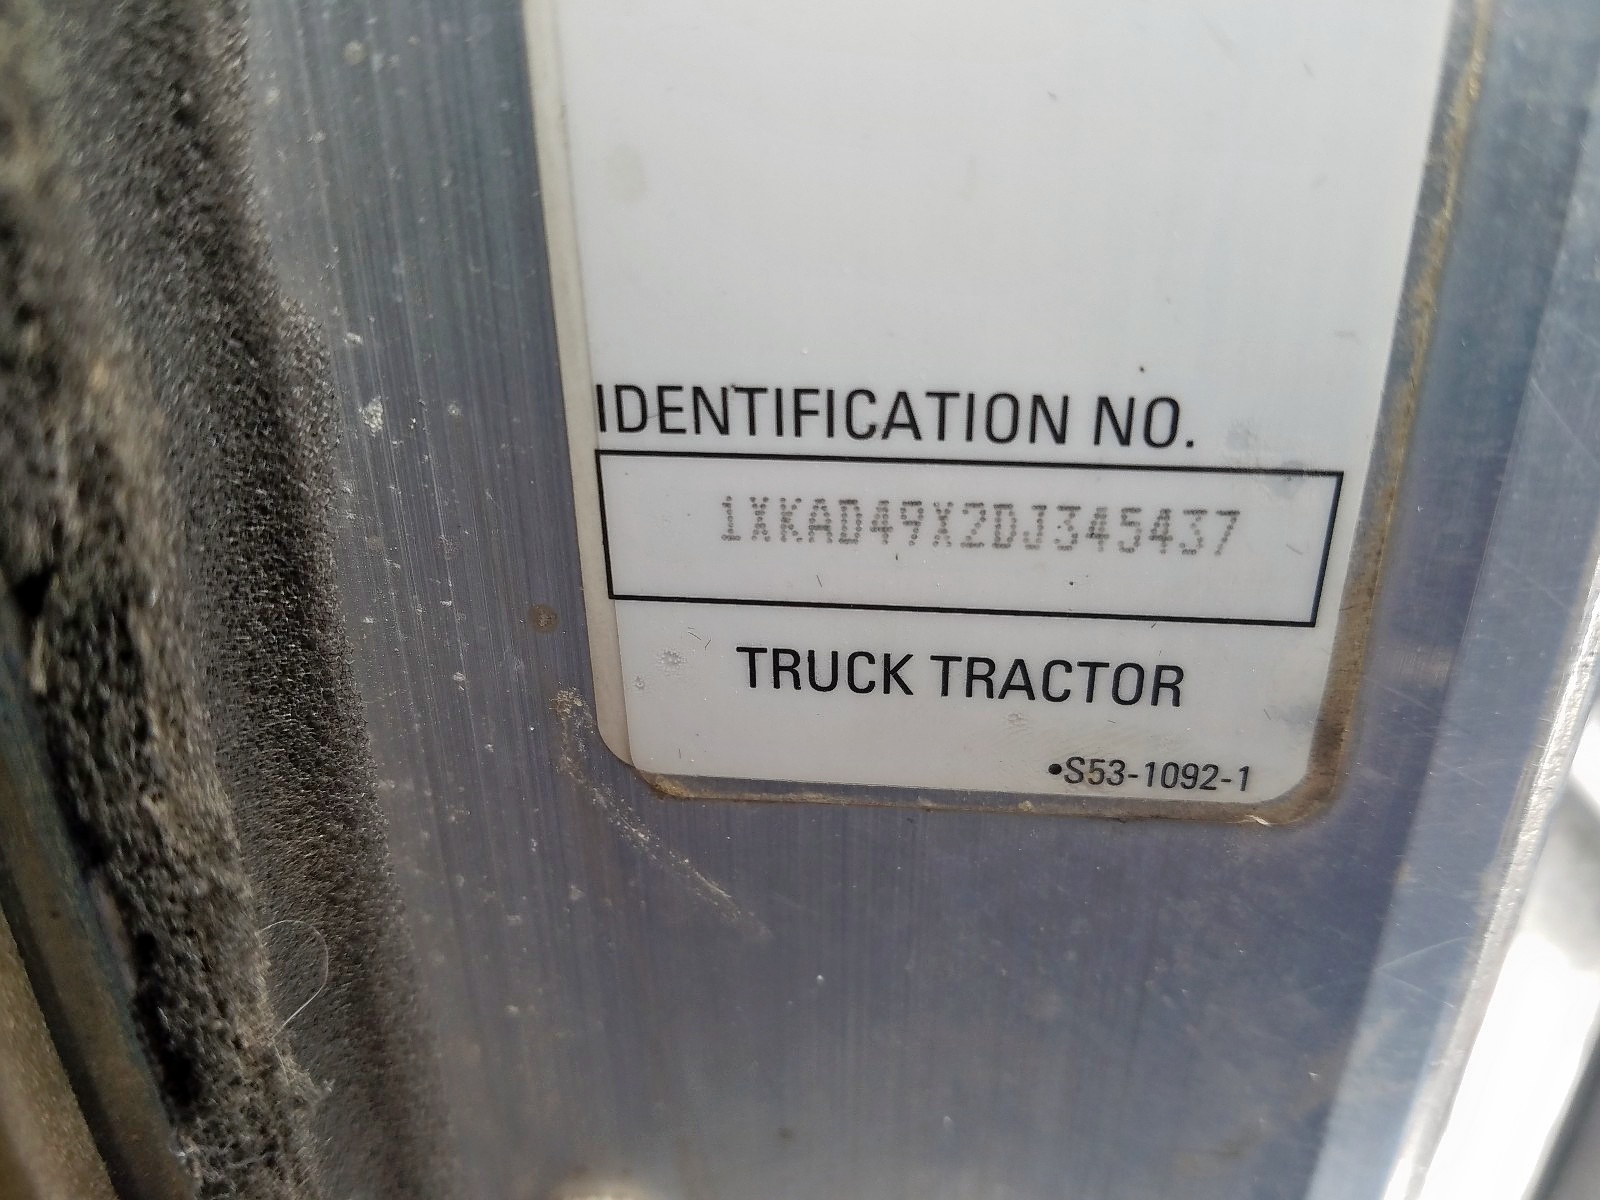 IDENTIFICATION NO.
1XKAD49X2DJ345437
TRUCK TRACTOR
•S53-1092-1